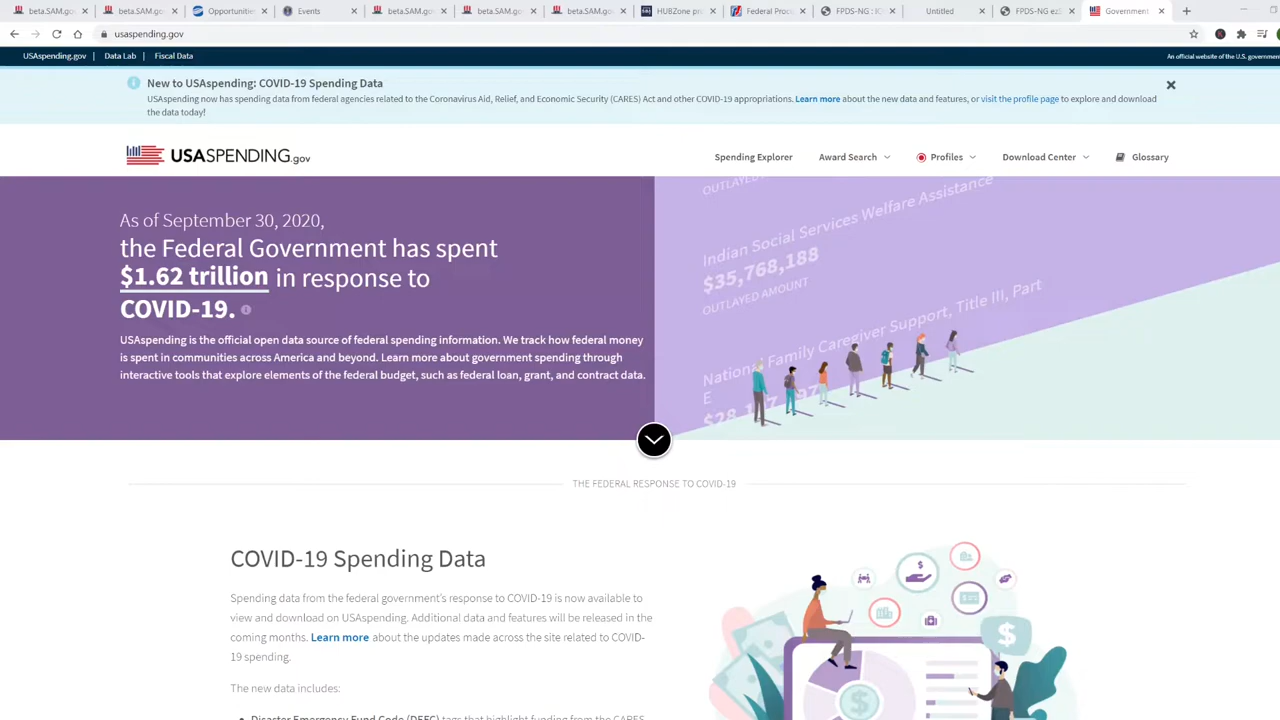 beta.SAM.go
beta.SAM.go
Opportunitie
Events
beta.SAM.go
beta.SAM.go
beta.SAM.go
HUBZone pr
Federal Procu
FPDS-NG : IC
Untitled
FPDS-NG ezS
Government
usaspending.gov
USAspending.gov
Data Lab
Fiscal Data
An official website of the U.S. government
New to USAspending: COVID-19 Spending Data
USAspending now has spending data from federal agencies related to the Coronavirus Aid, Relief, and Economic Security (CARES) Act and other COVID-19 appropriations. Learn more about the new data and features, or visit the profile page to explore and download
the data today!
USASPENDING.gov
Spending Explorer
Award Search
Profiles
Download Center
Glossary
As of September 30, 2020,
the Federal Government has spent
$1.62 trillion in response to
COVID-19.
USAspending is the official open data source of federal spending information. We track how federal money
is spent in communities across America and beyond. Learn more about government spending through
interactive tools that explore elements of the federal budget, such as federal loan, grant, and contract data.
OUTLAYED
Indian Social Services Welfare Assistance
$35,768,188
OUTLAYED AMOUNT
National Family Caregiver Support, Title III, Part
E
THE FEDERAL RESPONSE TO COVID-19
COVID-19 Spending Data
Spending data from the federal government's response to COVID-19 is now available to
view and download on USAspending. Additional data and features will be released in the
coming months. Learn more about the updates made across the site related to COVID-
19 spending.
The new data includes:
• Disaster Emergency Fund Code (DEFC) tags that highlight funding from the CARES